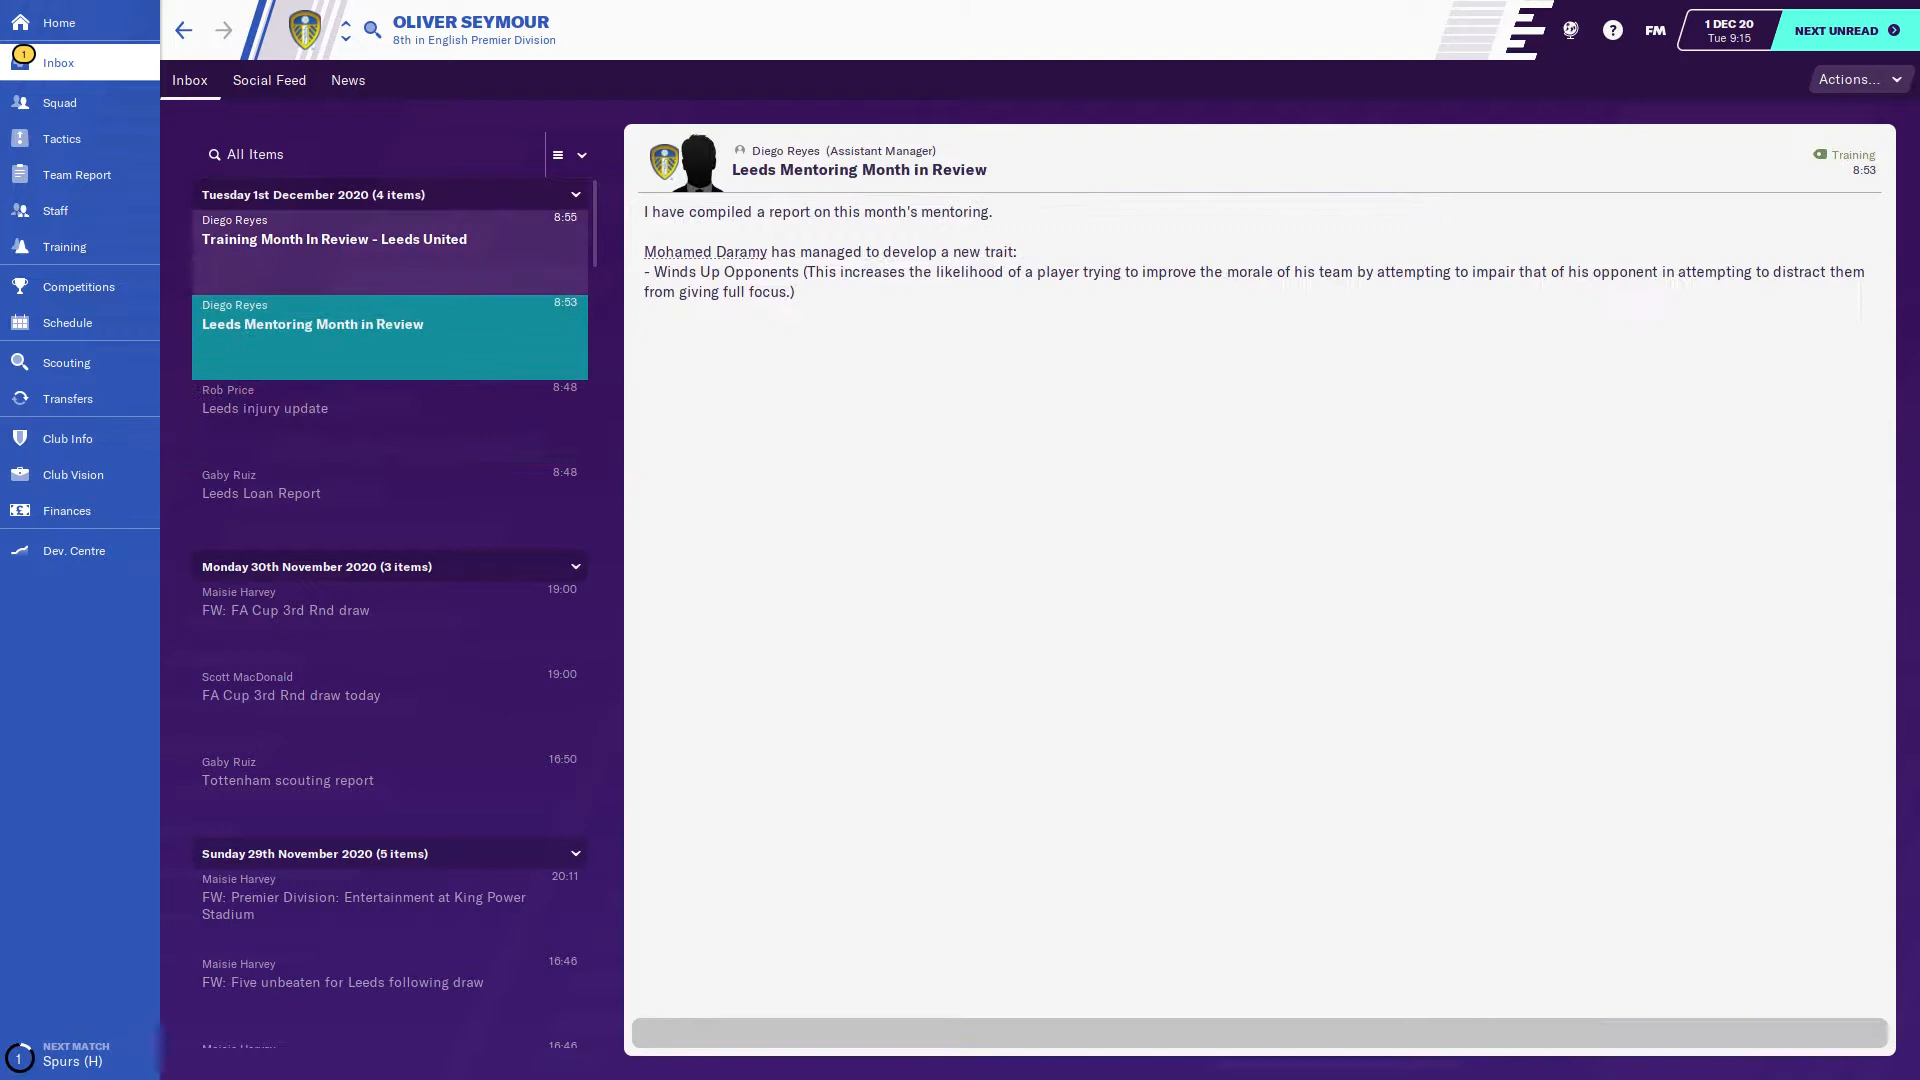 Home
1
Inbox
Squad
Tactics
Team Report
Staff
Training
Competitions
Schedule
Scouting
Transfers
Club Info
Club Vision
Finances
Dev. Centre
1
NEXT MATCH
Spurs (H)
OLIVER SEYMOUR
8th in English Premier Division
?
FM
1 DEC 20
Tue 9:15
NEXT UNREAD
Inbox
Social Feed
News
Actions...
All Items
Tuesday 1st December 2020 (4 items)
Diego Reyes
8:55
Training Month In Review - Leeds United
Diego Reyes
8:53
Leeds Mentoring Month in Review
Rob Price
8:48
Leeds injury update
Gaby Ruiz
8:48
Leeds Loan Report
Monday 30th November 2020 (3 items)
Maisie Harvey
19:00
FW: FA Cup 3rd Rnd draw
Scott MacDonald
19:00
FA Cup 3rd Rnd draw today
Gaby Ruiz
16:50
Tottenham scouting report
Sunday 29th November 2020 (5 items)
Maisie Harvey
20:11
FW: Premier Division: Entertainment at King Power
Stadium
Maisie Harvey
16:46
FW: Five unbeaten for Leeds following draw
Maisie Harvey
16:46
Diego Reyes (Assistant Manager)
Leeds Mentoring Month in Review
Training
8:53
I have compiled a report on this month's mentoring.
Mohamed Daramy has managed to develop a new trait:
- Winds Up Opponents (This increases the likelihood of a player trying to improve the morale of his team by attempting to impair that of his opponent in attempting to distract them
from giving full focus.)